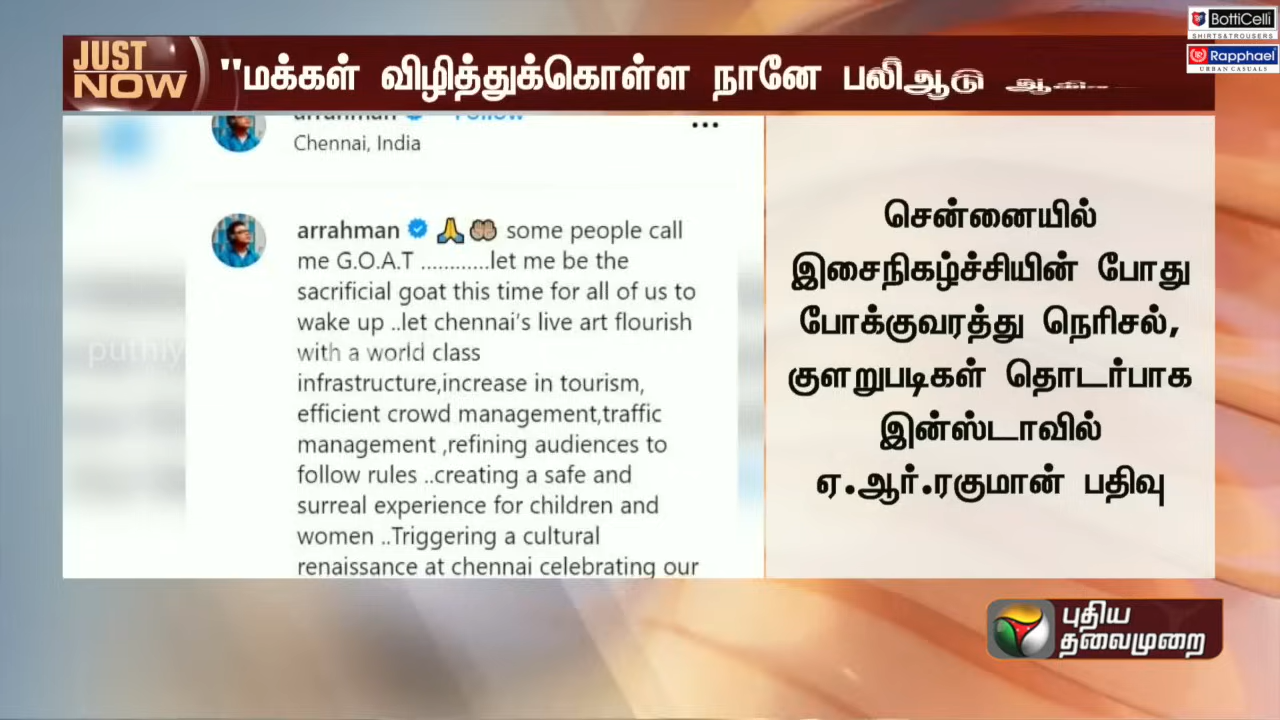 BottiCelli
SHIRTS&TROUSERS
Rapphael
URBAN CASUALS
JUST
NOW
"மக்கள் விழித்துக்கொள்ள நானே பலிஆடு
arrahman Follow
Chennai, India
arrahman 🙏🤲🏼 some people call
me G.O.A.T ............let me be the
sacrificial goat this time for all of us to
wake up ..let chennai's live art flourish
with a world class
infrastructure,increase in tourism,
efficient crowd management,traffic
management ,refining audiences to
follow rules ..creating a safe and
surreal experience for children and
women ..Triggering a cultural
renaissance at chennai celebrating our
சென்னையில்
இசைநிகழ்ச்சியின் போது
போக்குவரத்து நெரிசல்,
குளறுபடிகள் தொடர்பாக
இன்ஸ்டாவில்
ஏ.ஆர்.ரகுமான் பதிவு
புதிய
தலைமுறை